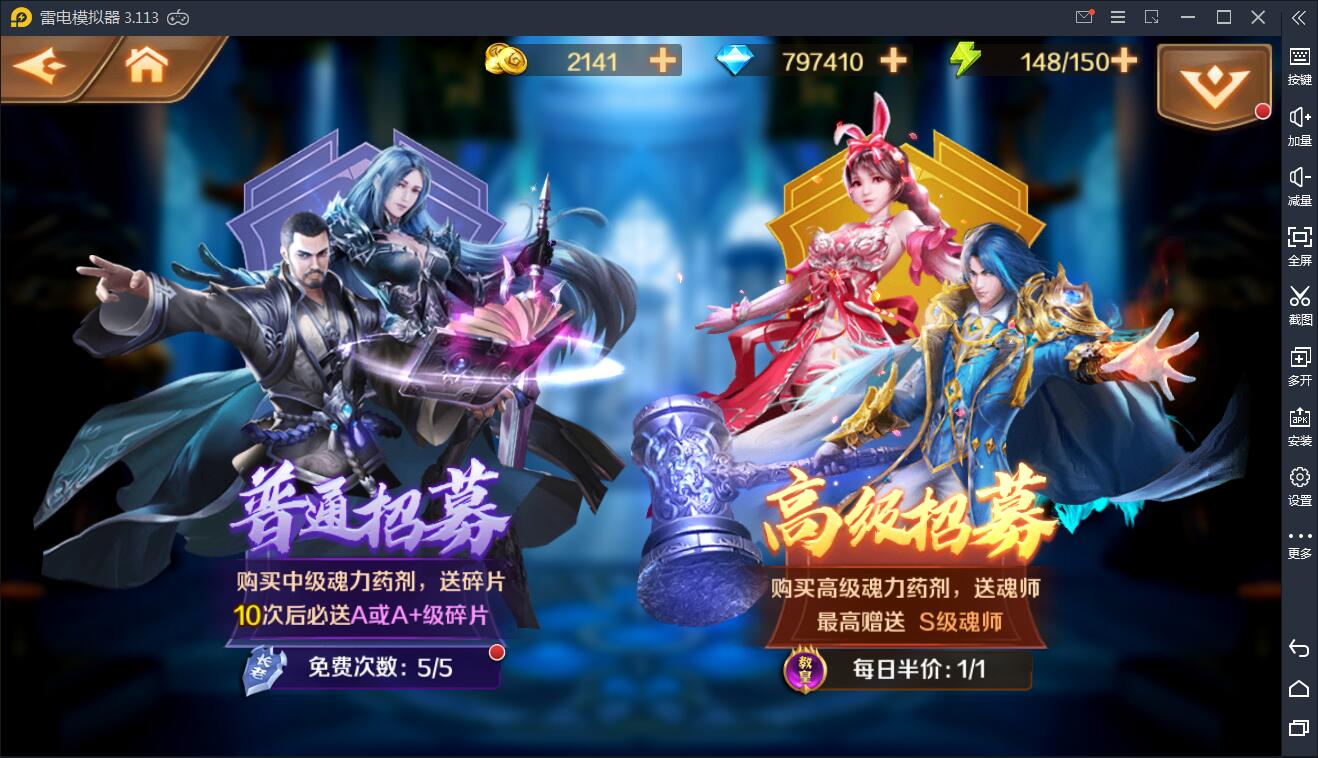 雷电模拟器 3.113
2141
797410
148/150
按键
加量
减量
全屏
截图
多开
安装
设置
更多
APK
普通招募
购买中级魂力药剂，送碎片
10次后必送A或A+级碎片
长老
免费次数：5/5
高级招募
购买高级魂力药剂，送魂师
最高赠送 S级魂师
教皇
每日半价：1/1